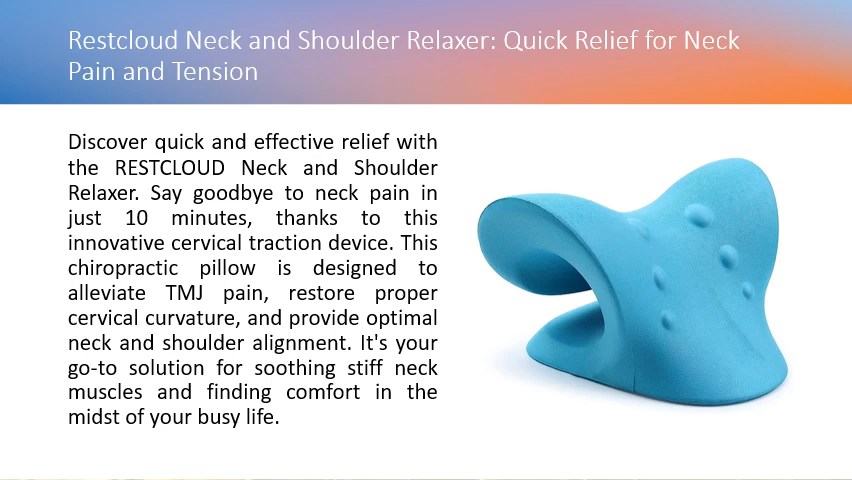 Restcloud Neck and Shoulder Relaxer: Quick Relief for Neck
Pain and Tension
Discover quick and effective relief with
the RESTCLOUD Neck and Shoulder
Relaxer. Say goodbye to neck pain in
just 10 minutes, thanks to this
innovative cervical traction device. This
chiropractic pillow is designed to
alleviate TMJ pain, restore proper
cervical curvature, and provide optimal
neck and shoulder alignment. It's your
go-to solution for soothing stiff neck
muscles and finding comfort in the
midst of your busy life.